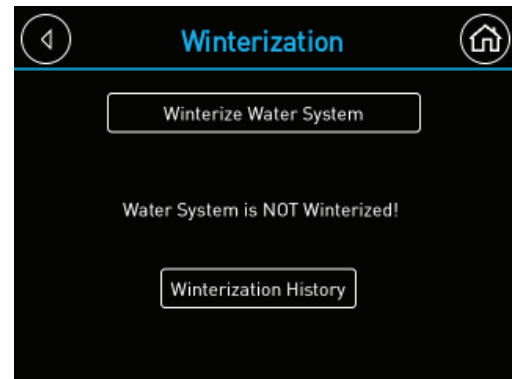 Winterization
Winterize Water System
Water System is NOT Winterized!
Winterization History